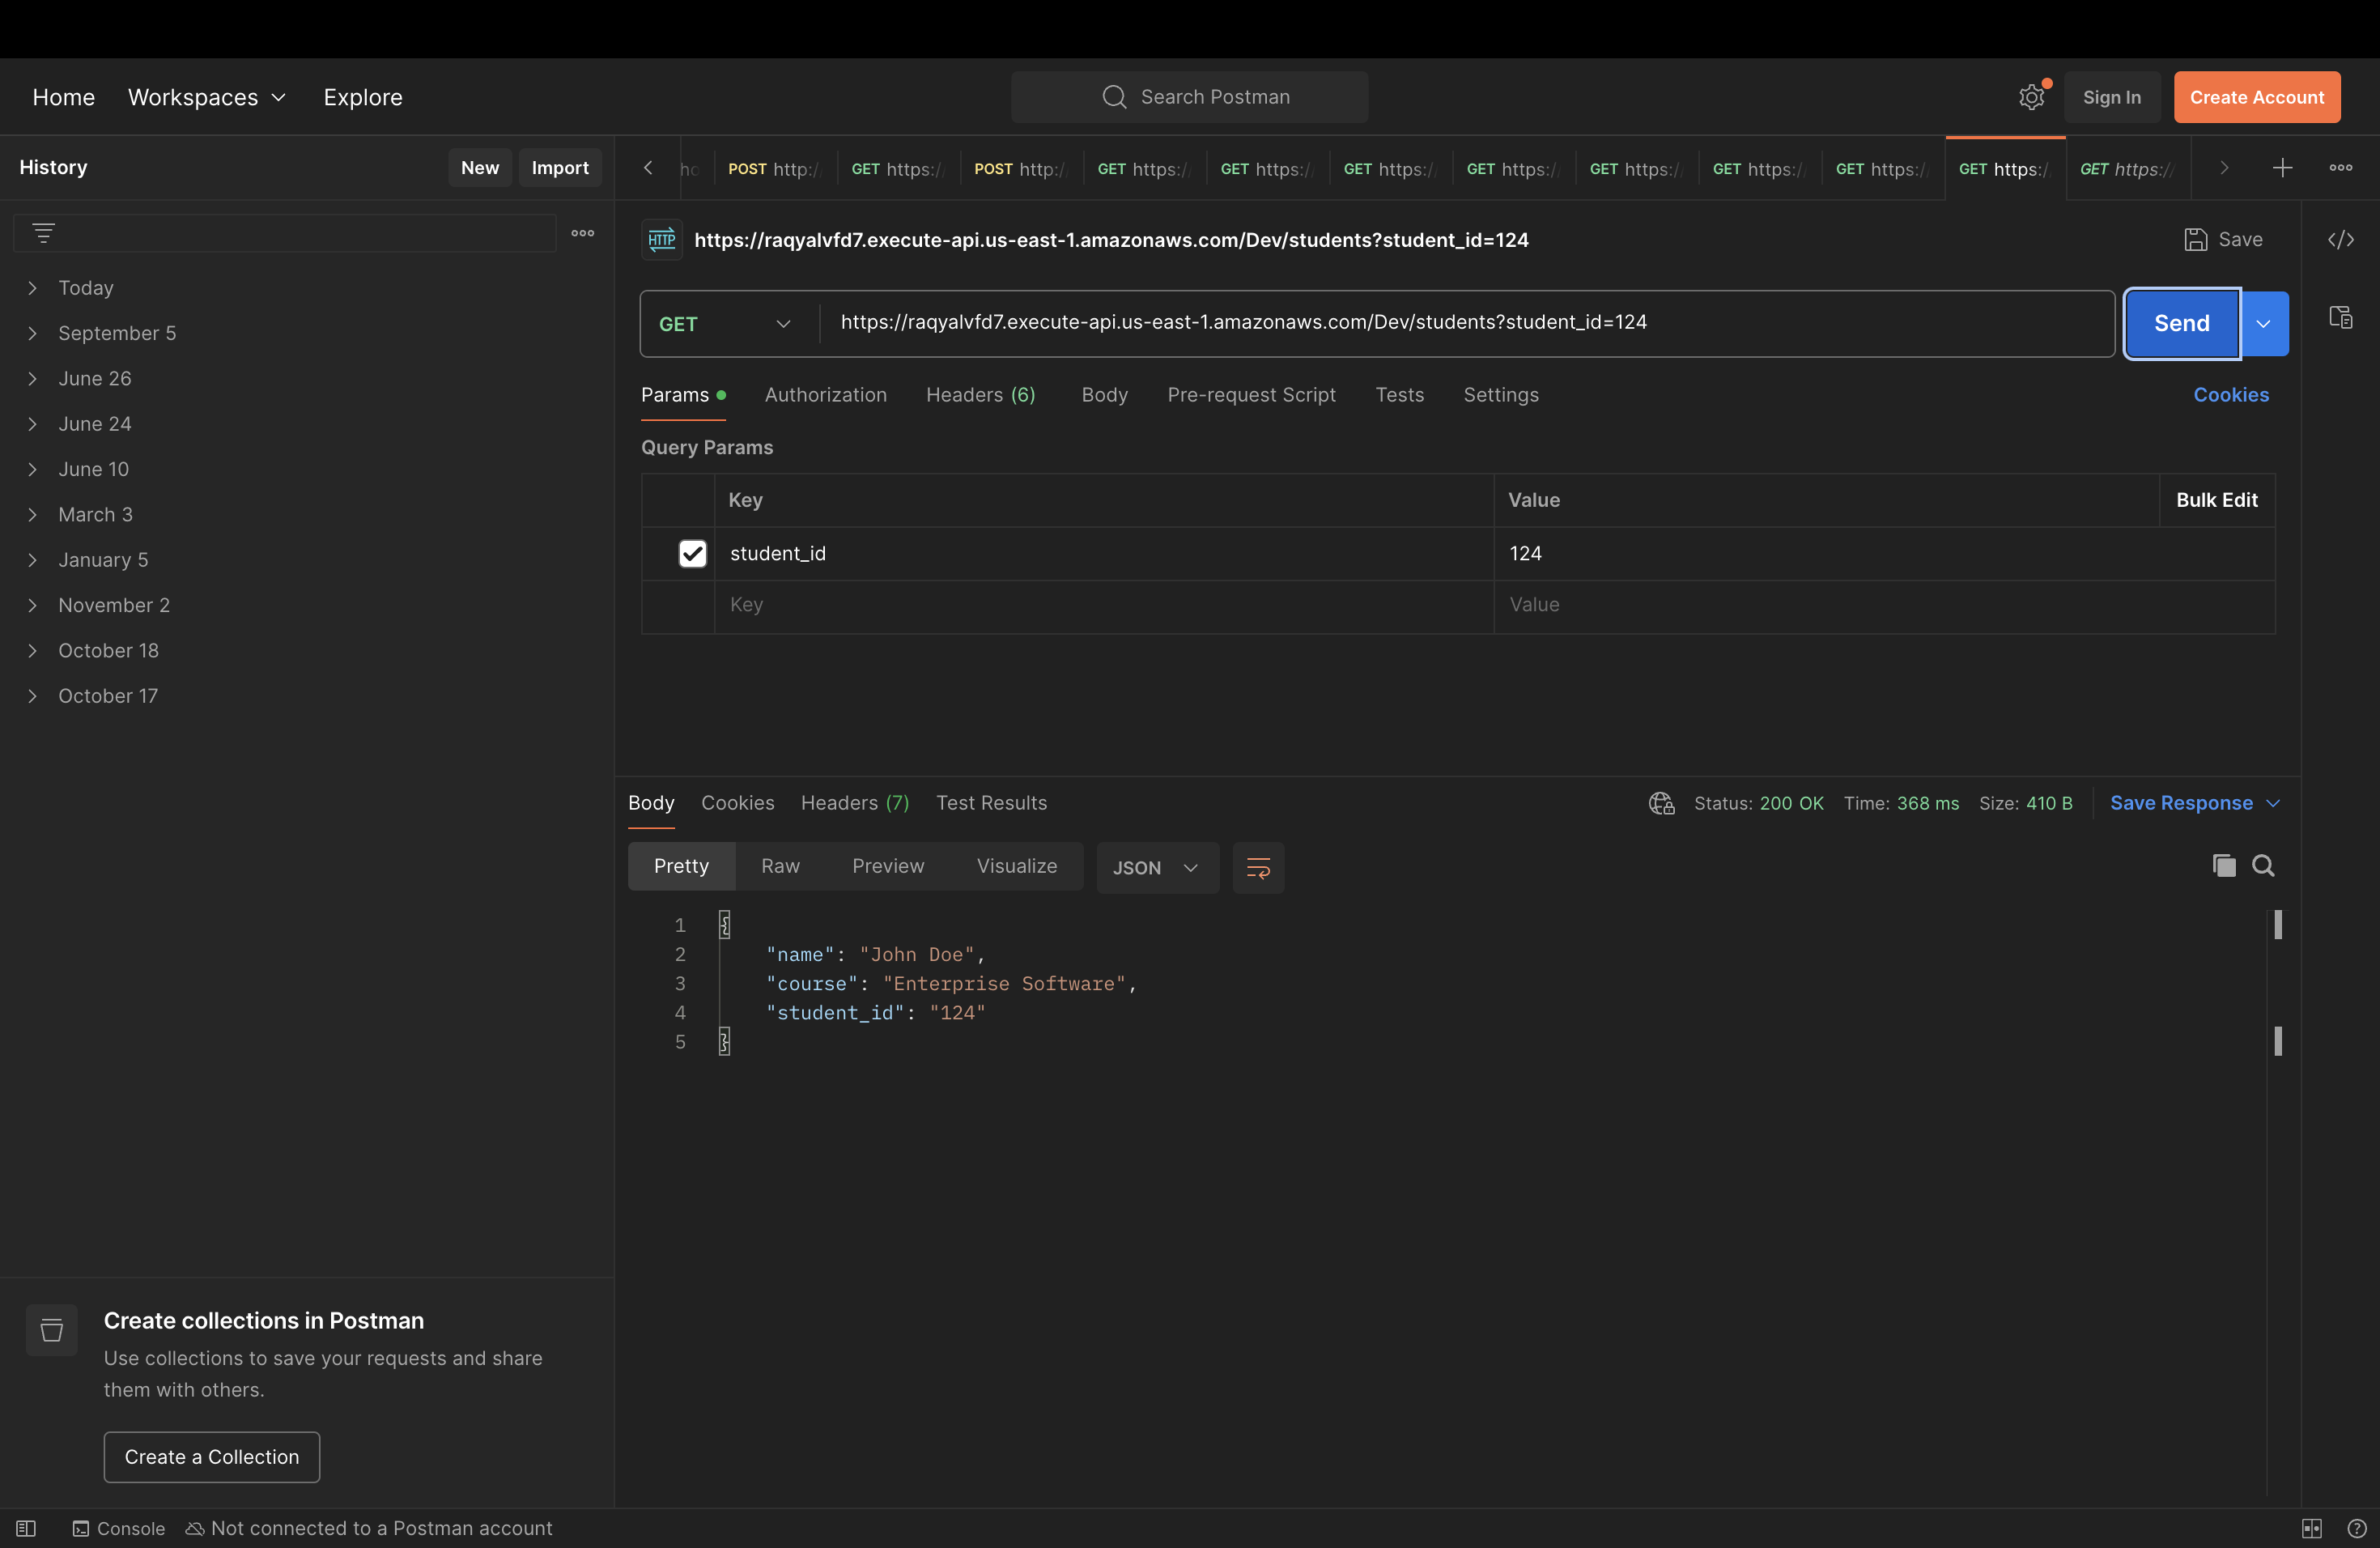 Home Workspaces Explore Search Postman Sign In Create Account
History New Import
POST http:/ GET https:/ POST http:/ GET https:/ GET https:/ GET https:/ GET https:/ GET https:/ GET https:/ GET https:/ GET https:/ GET https://
HTTP https://raqyalvfd7.execute-api.us-east-1.amazonaws.com/Dev/students?student_id=124 Save </>
Today
September 5
June 26
June 24
June 10
March 3
January 5
November 2
October 18
October 17
GET https://raqyalvfd7.execute-api.us-east-1.amazonaws.com/Dev/students?student_id=124 Send
Params Authorization Headers (6) Body Pre-request Script Tests Settings Cookies
Query Params
Key Value Bulk Edit
student_id 124
Key Value
Body Cookies Headers (7) Test Results Status: 200 OK Time: 368 ms Size: 410 B Save Response
Pretty Raw Preview Visualize JSON
1 {
2 "name": "John Doe",
3 "course": "Enterprise Software",
4 "student_id": "124"
5 }
Create collections in Postman
Use collections to save your requests and share
them with others.
Create a Collection
Console Not connected to a Postman account